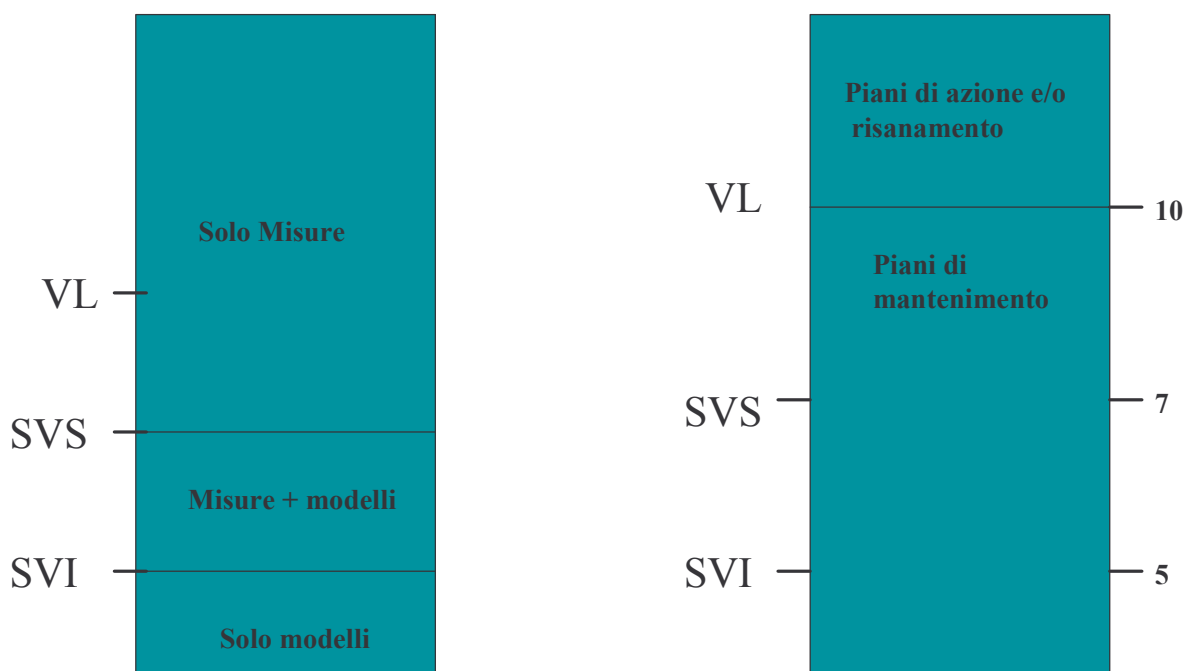 Solo Misure
VL
SVS
Misure + modelli
SVI
Solo modelli
Piani di azione e/o
risanamento
VL
10
Piani di
mantenimento
SVS
7
SVI
5